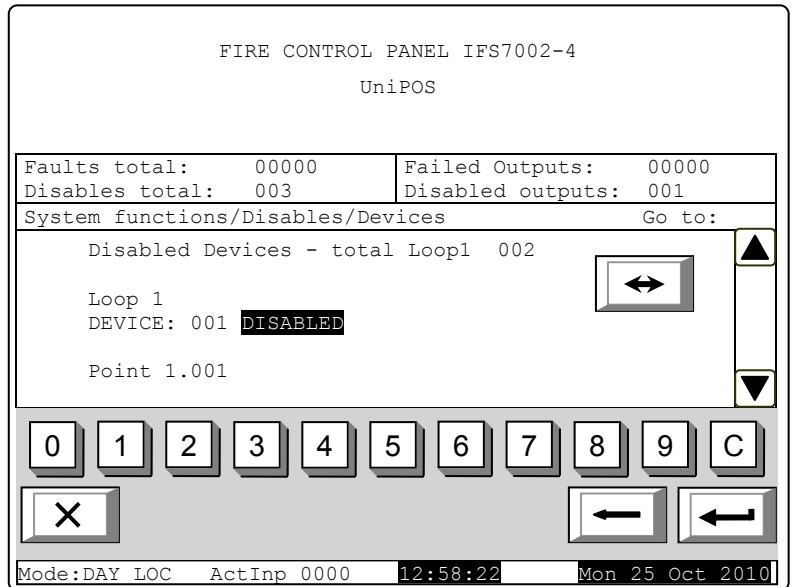 FIRE CONTROL PANEL IFS7002-4
UniPOS
Faults total: 00000 Failed Outputs: 00000
Disables total: 003 Disabled outputs: 001
System functions/Disables/Devices Go to:
Disabled Devices - total Loop1 002
Loop 1
DEVICE: 001 DISABLED
Point 1.001
0 1 2 3 4 5 6 7 8 9 C
Mode:DAY LOC ActInp 0000 12:58:22 Mon 25 Oct 2010